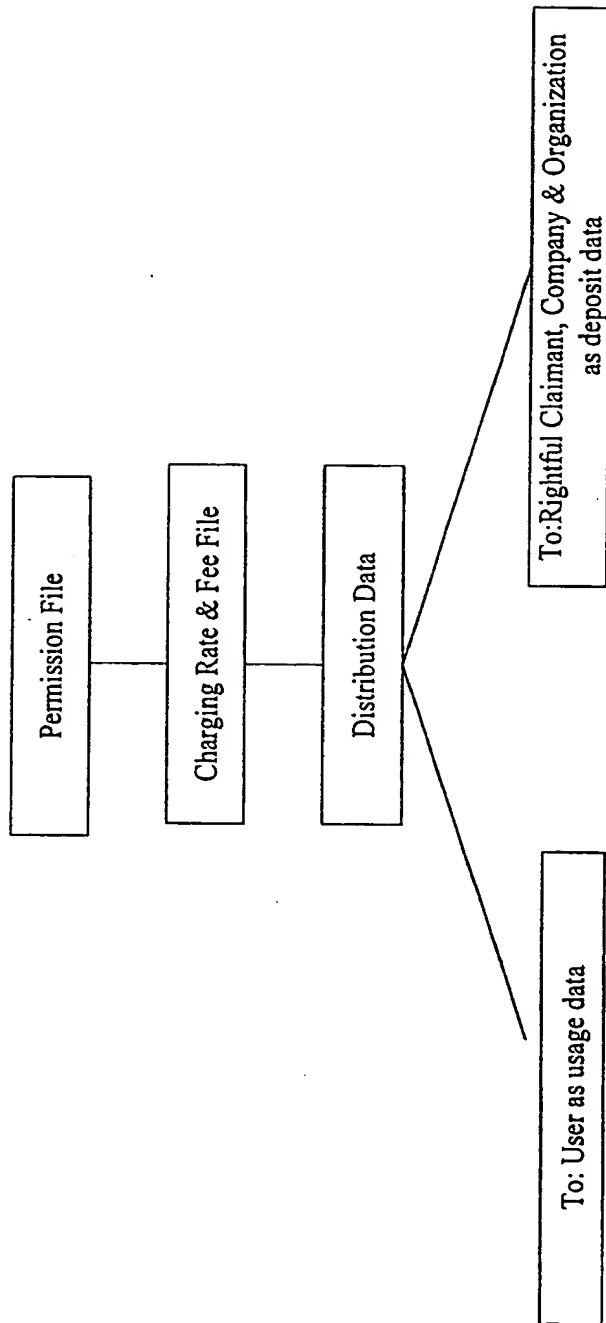 Permission File
Charging Rate & Fee File
Distribution Data
To: User as usage data
To:Rightful Claimant, Company & Organization
as deposit data